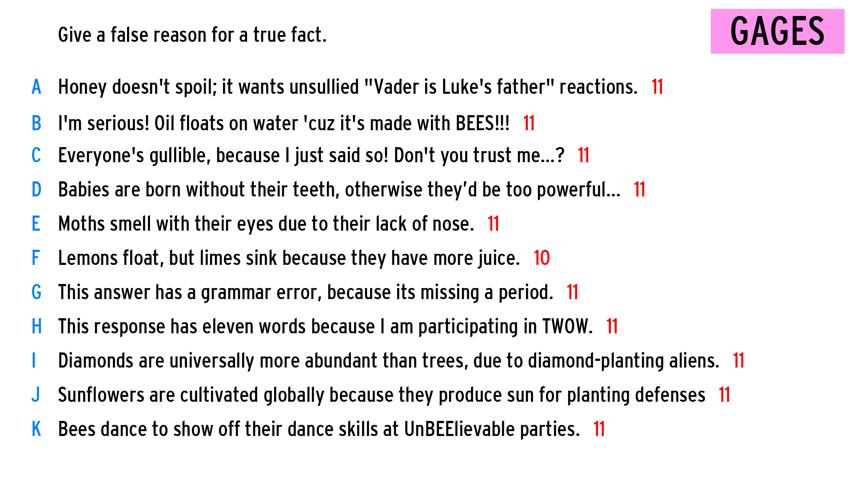 Give a false reason for a true fact.
GAGES
A Honey doesn't spoil; it wants unsullied "Vader is Luke's father" reactions. 11
B I'm serious! Oil floats on water 'cuz it's made with BEES!!! 11
C Everyone's gullible, because I just said so! Don't you trust me...? 11
D Babies are born without their teeth, otherwise they’d be too powerful... 11
E Moths smell with their eyes due to their lack of nose. 11
F Lemons float, but limes sink because they have more juice. 10
G This answer has a grammar error, because its missing a period. 11
H This response has eleven words because I am participating in TWOW. 11
I Diamonds are universally more abundant than trees, due to diamond-planting aliens. 11
J Sunflowers are cultivated globally because they produce sun for planting defenses 11
K Bees dance to show off their dance skills at UnBEElievable parties. 11